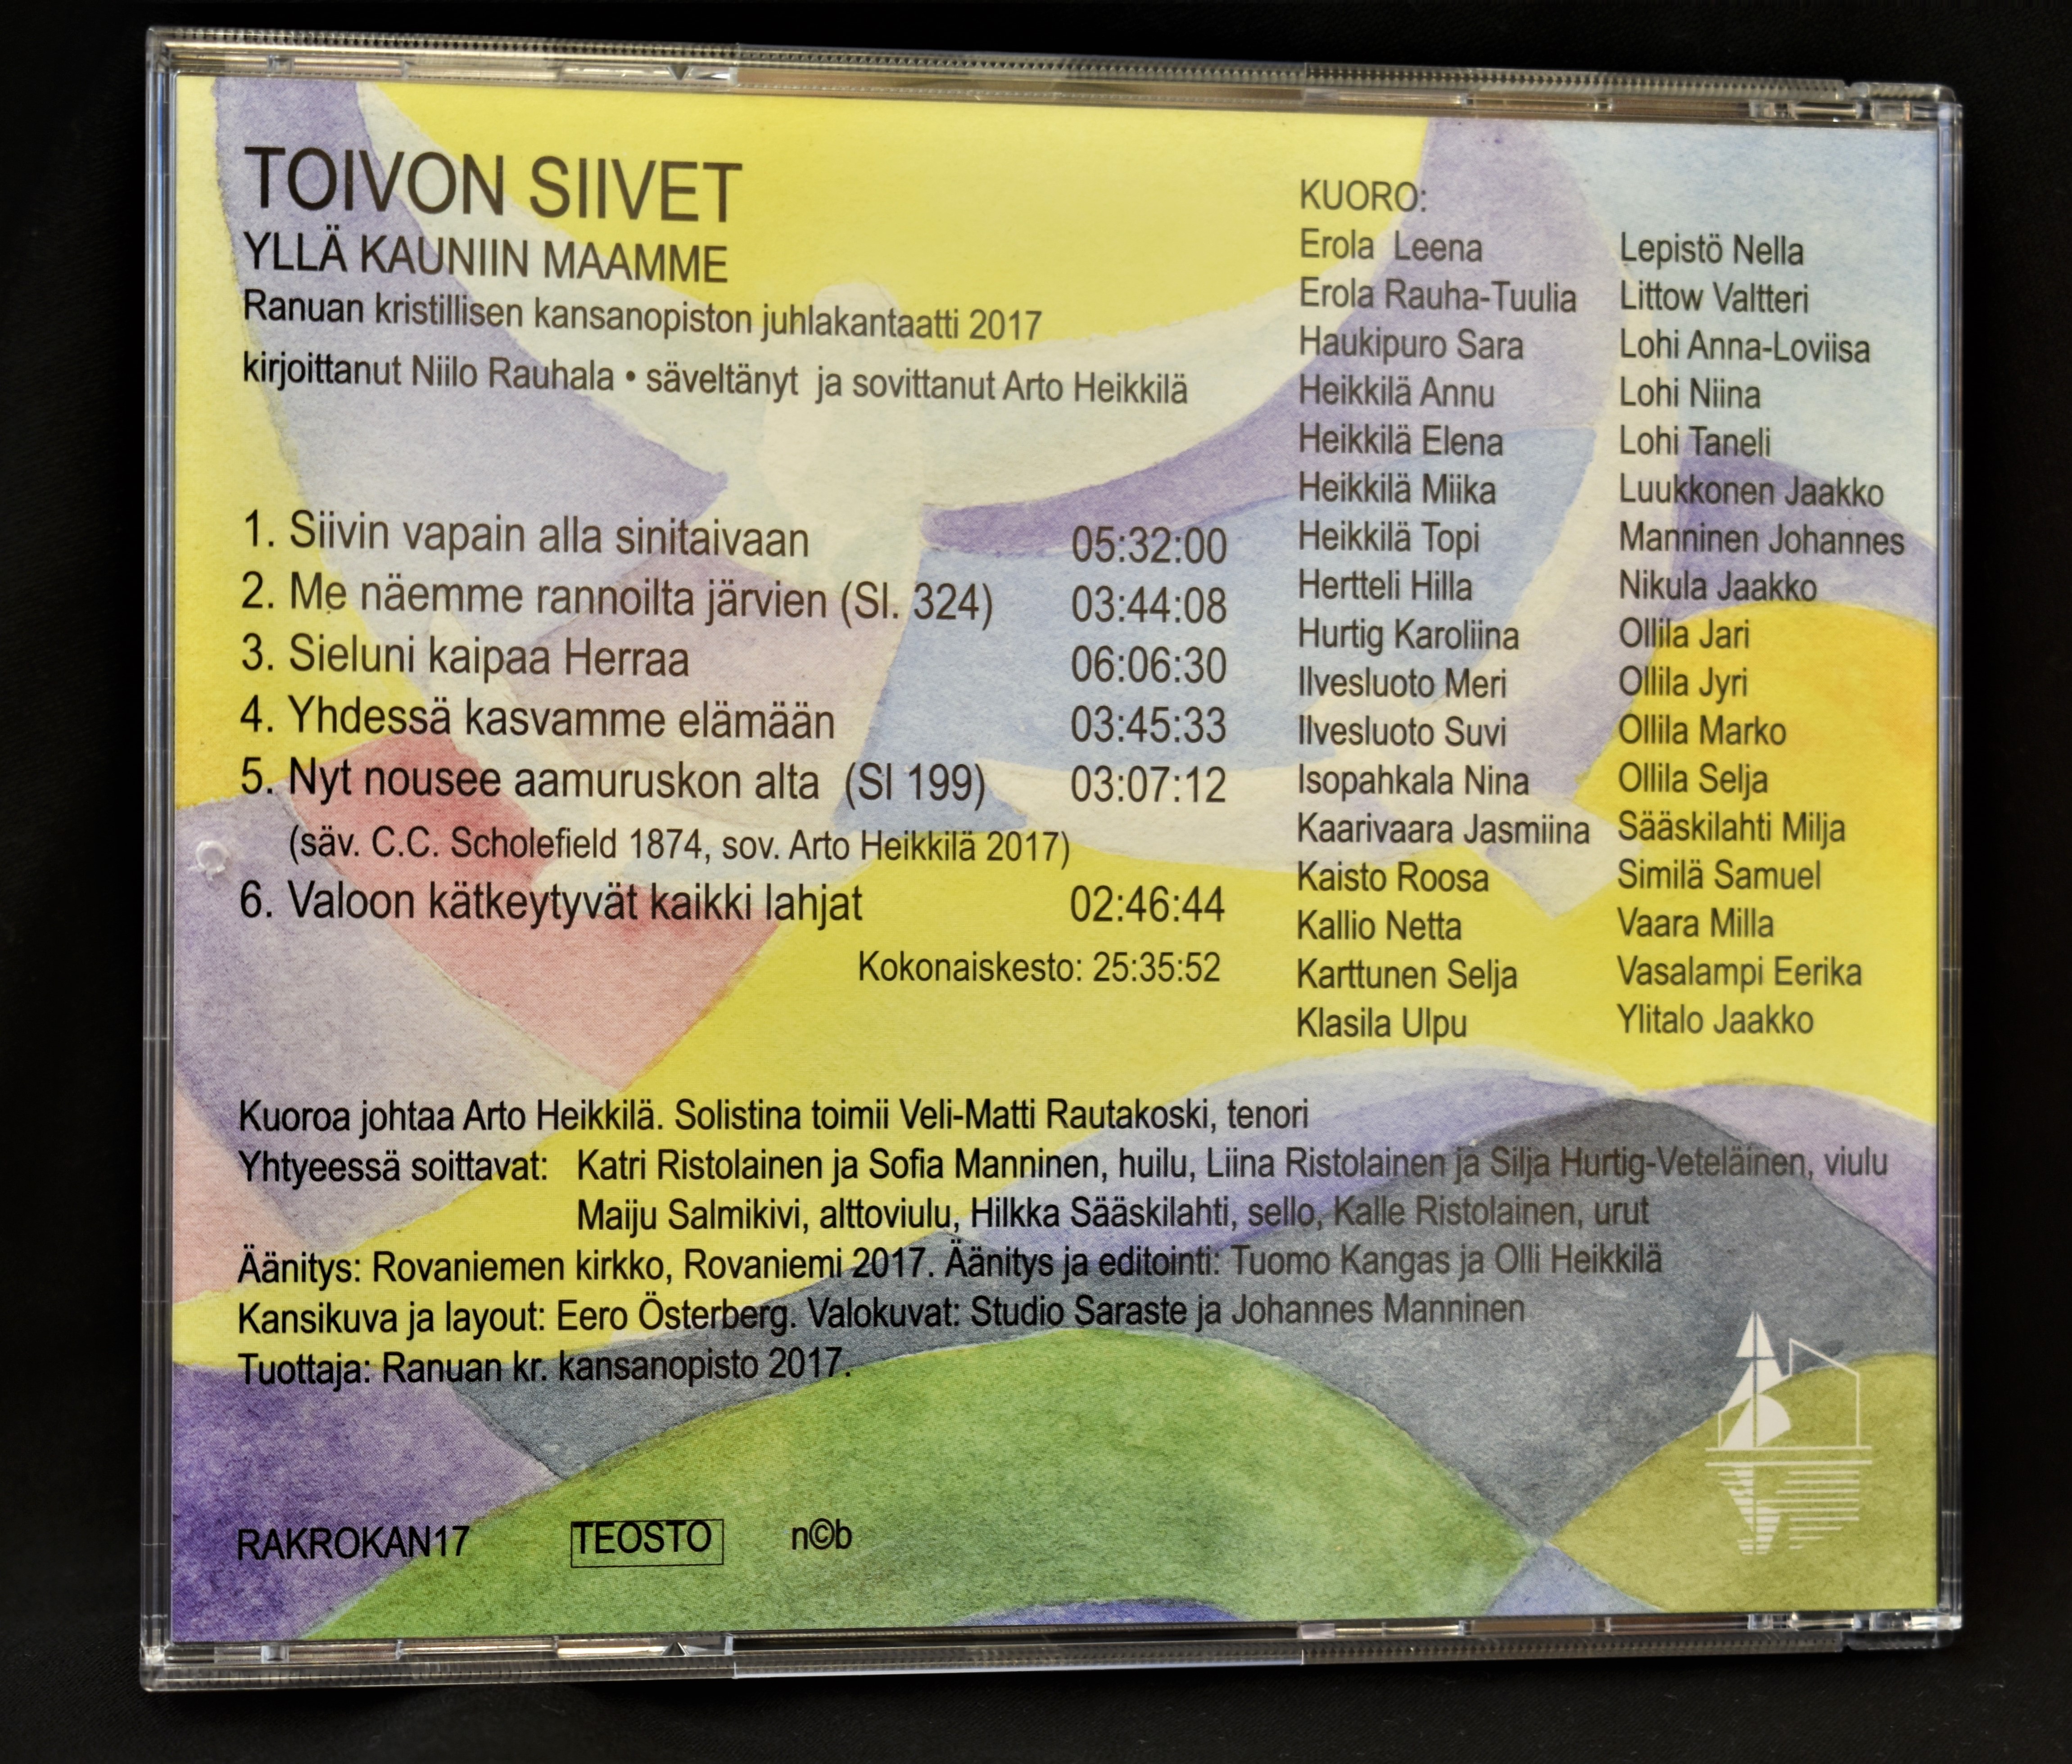 TOIVON SIIVET
YLLÄ KAUNIIN MAAMME
Ranuan kristillisen kansanopiston juhlakantaatti 2017
kirjoittanut Niilo Rauhala • säveltänyt ja sovittanut Arto Heikkilä
1. Siivin vapain alla sinitaivaan 05:32:00
2. Me näemme rannoilta järvien (Sl. 324) 03:44:08
3. Sieluni kaipaa Herraa 06:06:30
4. Yhdessä kasvamme elämään 03:45:33
5. Nyt nousee aamuruskon alta (Sl 199) 03:07:12
(säv. C.C. Scholefield 1874, sov. Arto Heikkilä 2017)
6. Valoon kätkeytyvät kaikki lahjat 02:46:44
Kokonaiskesto: 25:35:52
KUORO:
Erola Leena
Erola Rauha-Tuulia
Haukipuro Sara
Heikkilä Annu
Heikkilä Elena
Heikkilä Miika
Heikkilä Topi
Hertteli Hilla
Hurtig Karoliina
Ilvesluoto Meri
Ilvesluoto Suvi
Isopahkala Nina
Kaarivaara Jasmiina
Kaisto Roosa
Kallio Netta
Karttunen Selja
Klasila Ulpu
Lepistö Nella
Littow Valtteri
Lohi Anna-Loviisa
Lohi Niina
Lohi Taneli
Luukkonen Jaakko
Manninen Johannes
Nikula Jaakko
Ollila Jari
Ollila Jyri
Ollila Marko
Ollila Selja
Sääskilahti Milja
Similä Samuel
Vaara Milla
Vasalampi Eerika
Ylitalo Jaakko
Kuoroa johtaa Arto Heikkilä. Solistina toimii Veli-Matti Rautakoski, tenori
Yhtyeessä soittavat: Katri Ristolainen ja Sofia Manninen, huilu, Liina Ristolainen ja Silja Hurtig-Veteläinen, viulu
Maiju Salmikivi, alttoviulu, Hilkka Sääskilahti, sello, Kalle Ristolainen, urut
Äänitys: Rovaniemen kirkko, Rovaniemi 2017. Äänitys ja editointi: Tuomo Kangas ja Olli Heikkilä
Kansikuva ja layout: Eero Österberg. Valokuvat: Studio Saraste ja Johannes Manninen
Tuottaja: Ranuan kr. kansanopisto 2017.
RAKROKAN17 TEOSTO n©b